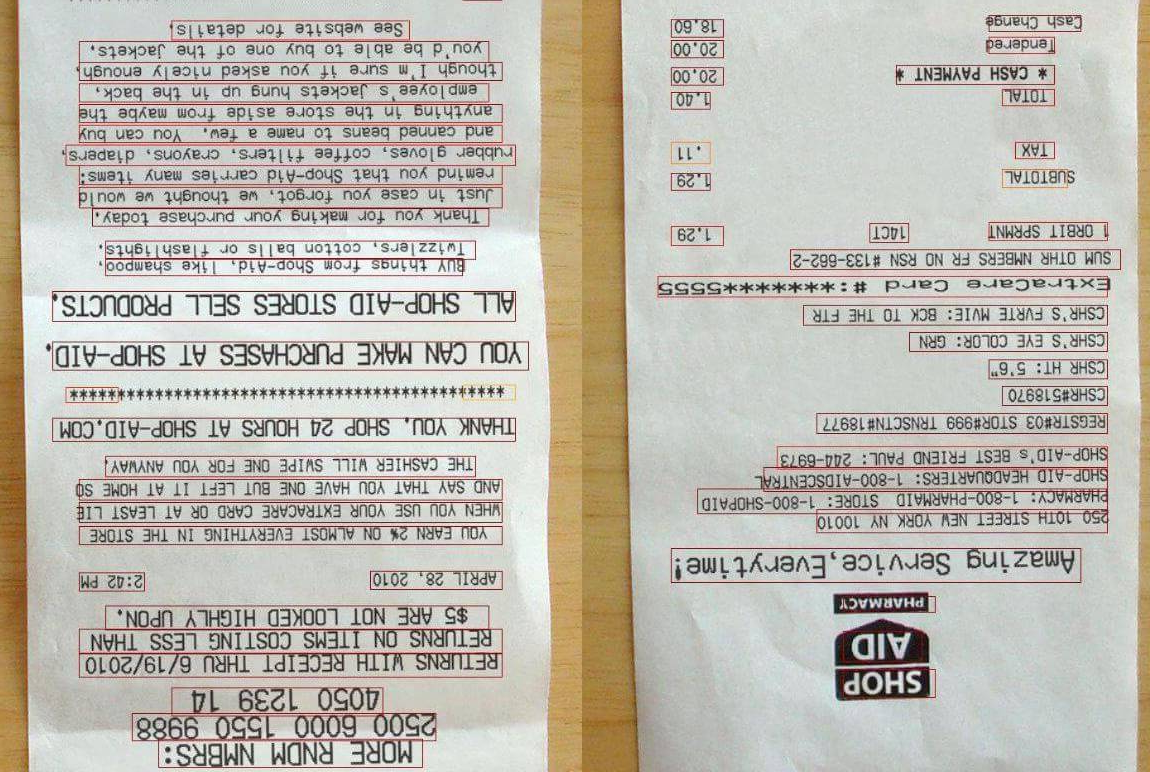 SHOP
AID
PHARMACY
Amazing Service,Everytime!
250 10TH STREET NEW YORK NY 10010
PHARMACY: 1-800-PHARMAID STORE: 1-800-SHOPAID
SHOP-AID HEADQUARTERS: 1-800-AIDSCENTRAL
SHOP-AID's BEST FRIEND PAUL: 244-6973
REGSTR#03 STOR#999 TRNSCTN#18977
CSHR#518970
CSHR HT: 5'6"
CSHR'S EYE COLOR: GRN
CSHR'S FVRTE MVIE: BCK TO THE FTR
ExtraCare Card #:********5555
SUM OTHR NMBERS FR NO RSN #133-662-2
1 ORBIT SPRMNT 14CT 1.29
SUBTOTAL 1.29
TAX .11
TOTAL 1.40
* CASH PAYMENT * 20.00
Tendered 20.00
Cash Change 18.60
MORE RNDM NMBRS:
2500 6000 1550 9988
4050 1239 14
RETURNS WITH RECEIPT THRU 6/19/2010
RETURNS ON ITEMS COSTING LESS THAN
$5 ARE NOT LOOKED HIGHLY UPON.
APRIL 28, 2010 2:42 PM
YOU EARN 2% ON ALMOST EVERYTHING IN THE STORE
WHEN YOU USE YOUR EXTRACARE CARD OR AT LEAST LIE
AND SAY THAT YOU HAVE ONE BUT LEFT IT AT HOME SO
THE CASHIER WILL SWIPE ONE FOR YOU ANYWAY.
THANK YOU. SHOP 24 HOURS AT SHOP-AID.COM
******************************************
YOU CAN MAKE PURCHASES AT SHOP-AID.
ALL SHOP-AID STORES SELL PRODUCTS.
BUY things from Shop-Aid, like shampoo,
Twizzlers, cotton balls or flashlights.
Thank you for making your purchase today.
Just in case you forgot, we thought we would
remind you that Shop-Aid carries many items:
rubber gloves, coffee filters, crayons, diapers,
and canned beans to name a few. You can buy
anything in the store aside from maybe the
employee's jackets hung up in the back,
though I'm sure if you asked nicely enough,
you'd be able to buy one of the jackets.
See website for details.